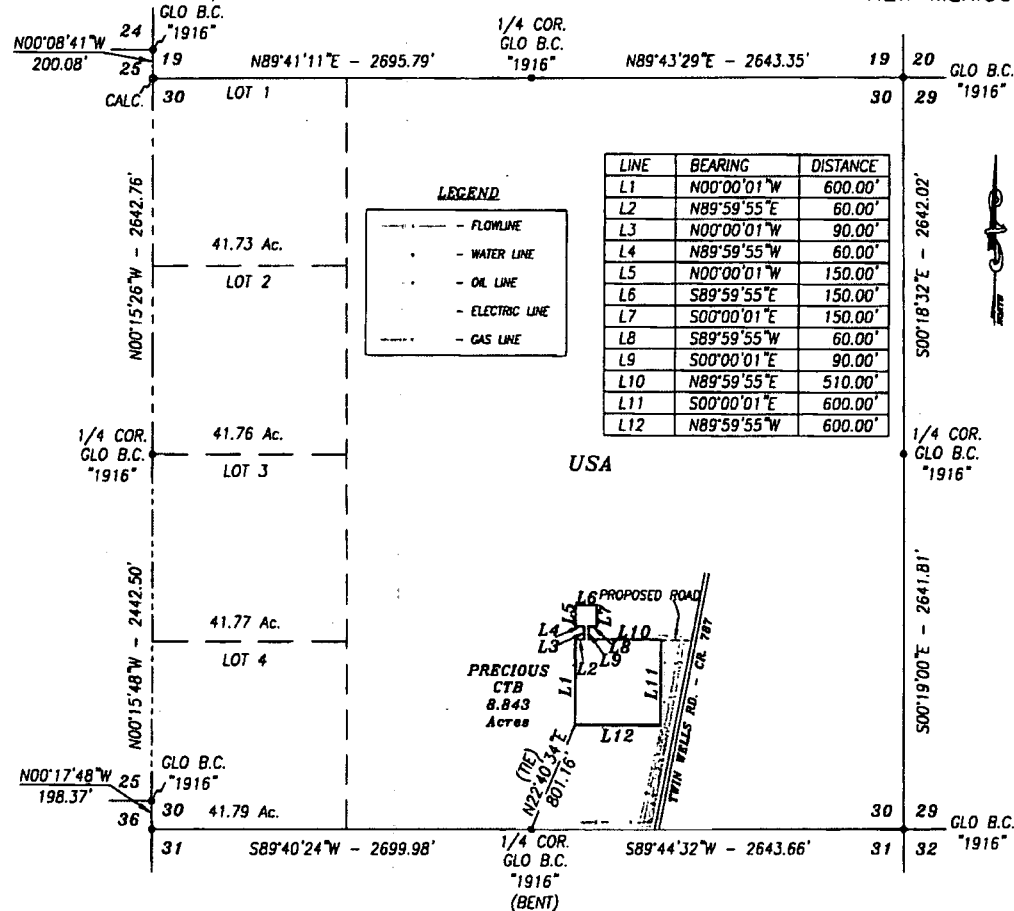 24
GLO B.C.
"1916"
N00°08'41"W
200.08'
25
19
CALC.
30
N89°41'11"E - 2695.79'
1/4 COR.
GLO B.C.
"1916"
N89°43'29"E - 2643.35'
19
20
GLO B.C.
"1916"
30
29
LOT 1
N00°15'26"W - 2642.76'
S00°18'32"E - 2642.02'
LEGEND
- FLOWLINE
- WATER LINE
- OIL LINE
- ELECTRIC LINE
- GAS LINE
LINE BEARING DISTANCE
L1 N00°00'01"W 600.00'
L2 N89°59'55"E 60.00'
L3 N00°00'01"W 90.00'
L4 N89°59'55"W 60.00'
L5 N00°00'01"W 150.00'
L6 S89°59'55"E 150.00'
L7 S00°00'01"E 150.00'
L8 S89°59'55"W 60.00'
L9 S00°00'01"E 90.00'
L10 N89°59'55"E 510.00'
L11 S00°00'01"E 600.00'
L12 N89°59'55"W 600.00'
NORTH
41.73 Ac.
LOT 2
1/4 COR.
GLO B.C.
"1916"
41.76 Ac.
LOT 3
USA
1/4 COR.
GLO B.C.
"1916"
N00°15'48"W - 2442.50'
41.77 Ac.
LOT 4
L6
PROPOSED ROAD
L5
L7
L4
L10
L3
L8
L2
L9
PRECIOUS
CTB
8.843
Acres
L1
L11
L12
TWIN WELLS RD. - CR. 787
S00°19'00"E - 2641.81'
(TIE)
N22°40'34"E
801.16'
N00°17'48"W
198.37'
25
GLO B.C.
"1916"
30
36
41.79 Ac.
31
S89°40'24"W - 2699.98'
1/4 COR.
GLO B.C.
"1916"
(BENT)
S89°44'32"W - 2643.66'
30
29
GLO B.C.
"1916"
31
32